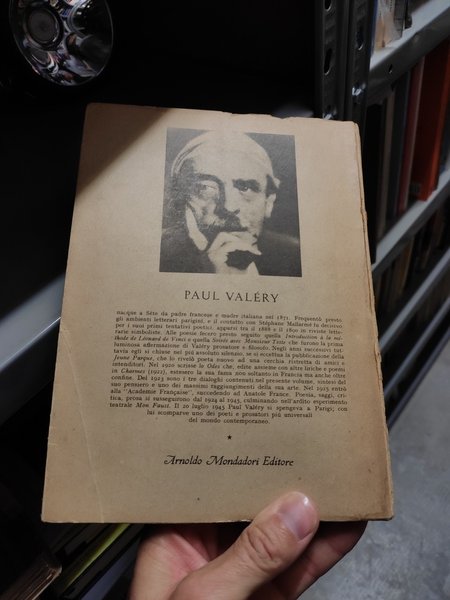 PAUL VALÉRY
nacque a Sète da padre francese e madre italiana nel 1871. Frequentò presto
gli ambienti letterari parigini, e il contatto con Stéphane Mallarmé fu decisivo
per i suoi primi tentativi poetici, apparsi tra il 1888 e il 1890 in riviste lette-
rarie simboliste. Alle poesie fecero presto seguito quella Introduction à la mé-
thode de Léonard de Vinci e quella Soirée avec Monsieur Teste che furono la prima
luminosa affermazione di Valéry prosatore e filosofo. Negli anni successivi tut-
tavia egli si chiuse nel più assoluto silenzio, se si eccettua la pubblicazione della
Jeune Parque, che lo rivelò poeta nuovo ad una cerchia ristretta di amici e
intenditori. Nel 1920 scrisse le Odes che, edite assieme con altre liriche e poemi
in Charmes (1922), estesero la sua fama non soltanto in Francia ma anche oltre
confine. Del 1923 sono i tre dialoghi contenuti nel presente volume, sintesi del
suo pensiero e uno dei massimi raggiungimenti della sua arte. Nel 1925 entrò
alla "Academie Française", succedendo ad Anatole France. Poesia, saggi, cri-
tica, prosa si susseguirono dal 1924 al 1945, culminando nell'ardito esperimento
teatrale Mon Faust. Il 20 luglio 1945 Paul Valéry si spengeva a Parigi; con
lui scomparve uno dei poeti e prosatori più universali
del mondo contemporaneo.
Arnoldo Mondadori Editore